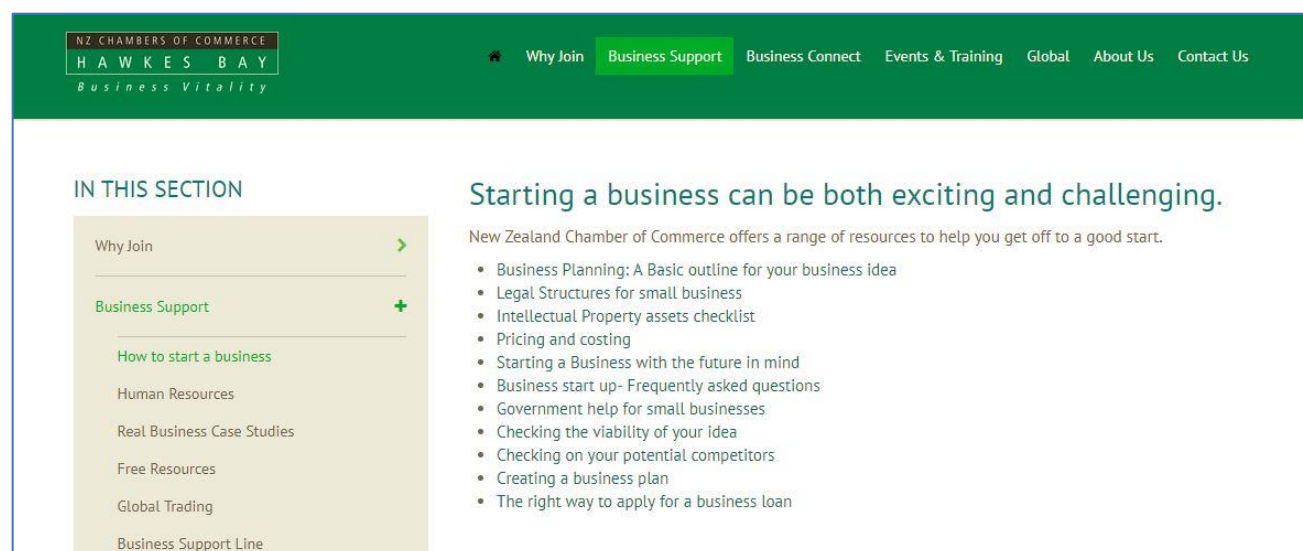 NZ CHAMBERS OF COMMERCE
HAWKES BAY
Business Vitality
Why Join
Business Support
Business Connect
Events & Training
Global
About Us
Contact Us
IN THIS SECTION
Why Join
Business Support
How to start a business
Human Resources
Real Business Case Studies
Free Resources
Global Trading
Business Support Line
Starting a business can be both exciting and challenging.
New Zealand Chamber of Commerce offers a range of resources to help you get off to a good start.
• Business Planning: A Basic outline for your business idea
• Legal Structures for small business
• Intellectual Property assets checklist
• Pricing and costing
• Starting a Business with the future in mind
• Business start up- Frequently asked questions
• Government help for small businesses
• Checking the viability of your idea
• Checking on your potential competitors
• Creating a business plan
• The right way to apply for a business loan